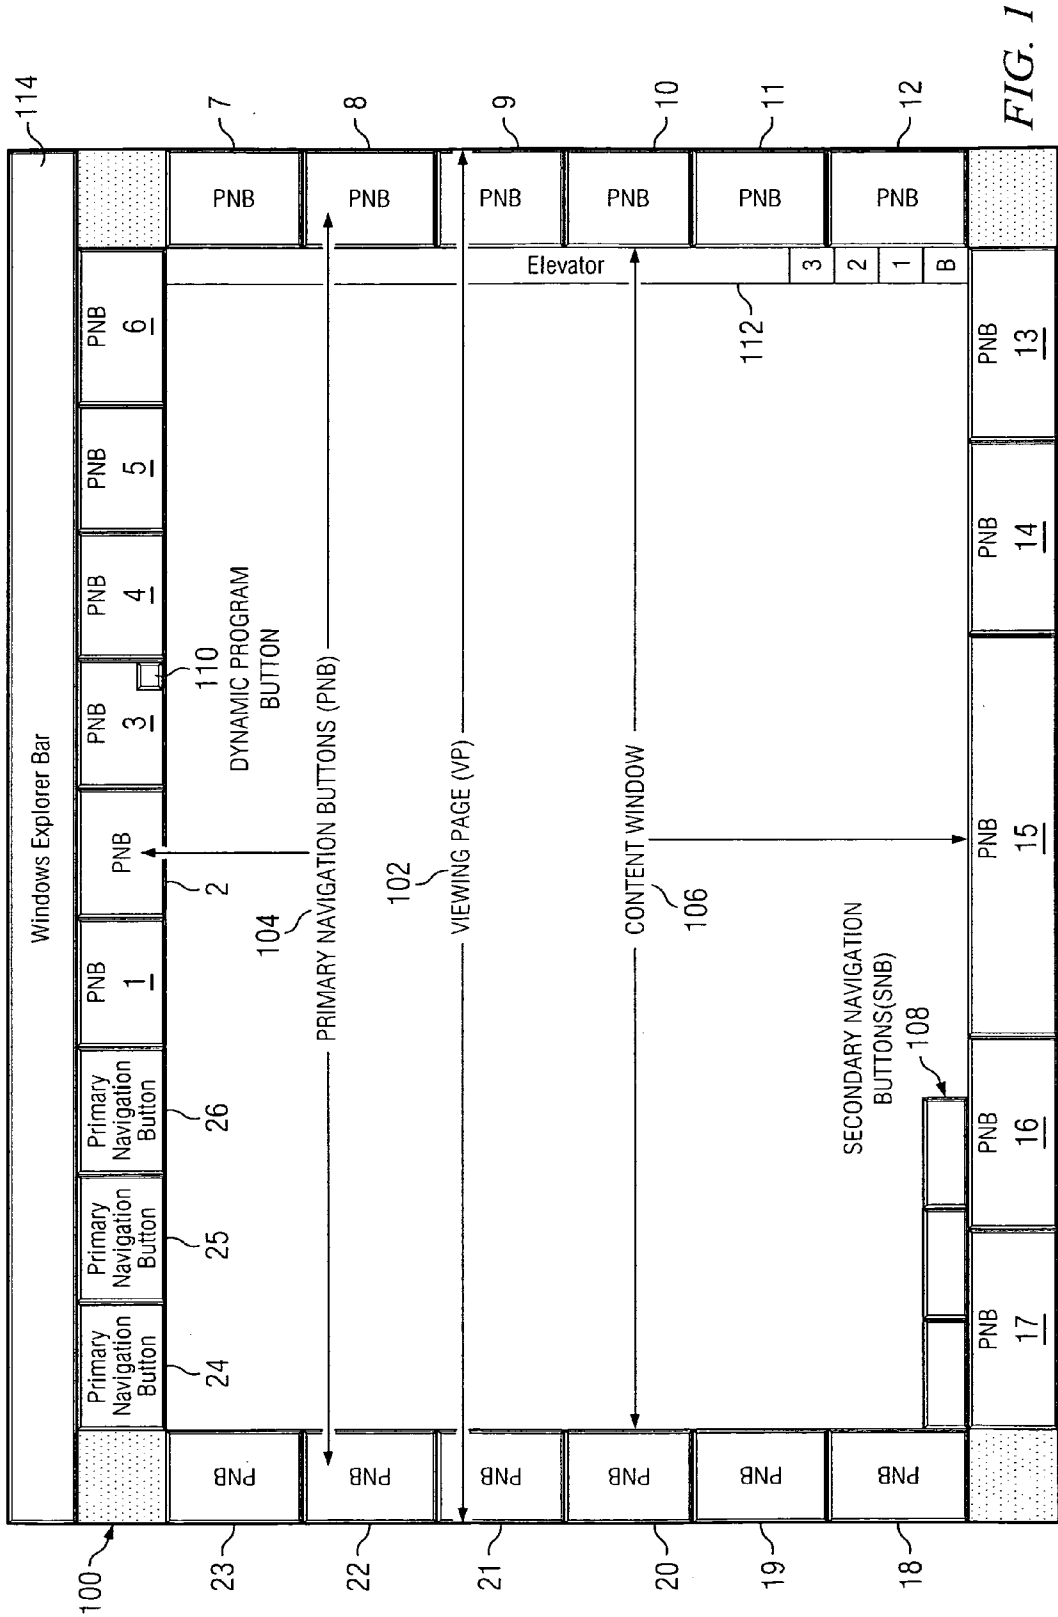 114
Windows Explorer Bar
100
Primary
Navigation
Button
24
Primary
Navigation
Button
25
Primary
Navigation
Button
26
PNB
1
PNB
2
PNB
3
PNB
4
PNB
5
PNB
6
110
DYNAMIC PROGRAM
BUTTON
23
PNB
PNB
7
104
PRIMARY NAVIGATION BUTTONS (PNB)
22
PNB
PNB
8
102
VIEWING PAGE (VP)
21
PNB
PNB
9
Elevator
20
PNB
CONTENT WINDOW
106
PNB
10
19
PNB
PNB
11
112
3
2
1
B
18
PNB
PNB
12
SECONDARY NAVIGATION
BUTTONS(SNB)
108
PNB
17
PNB
16
PNB
15
PNB
14
PNB
13
FIG. 1